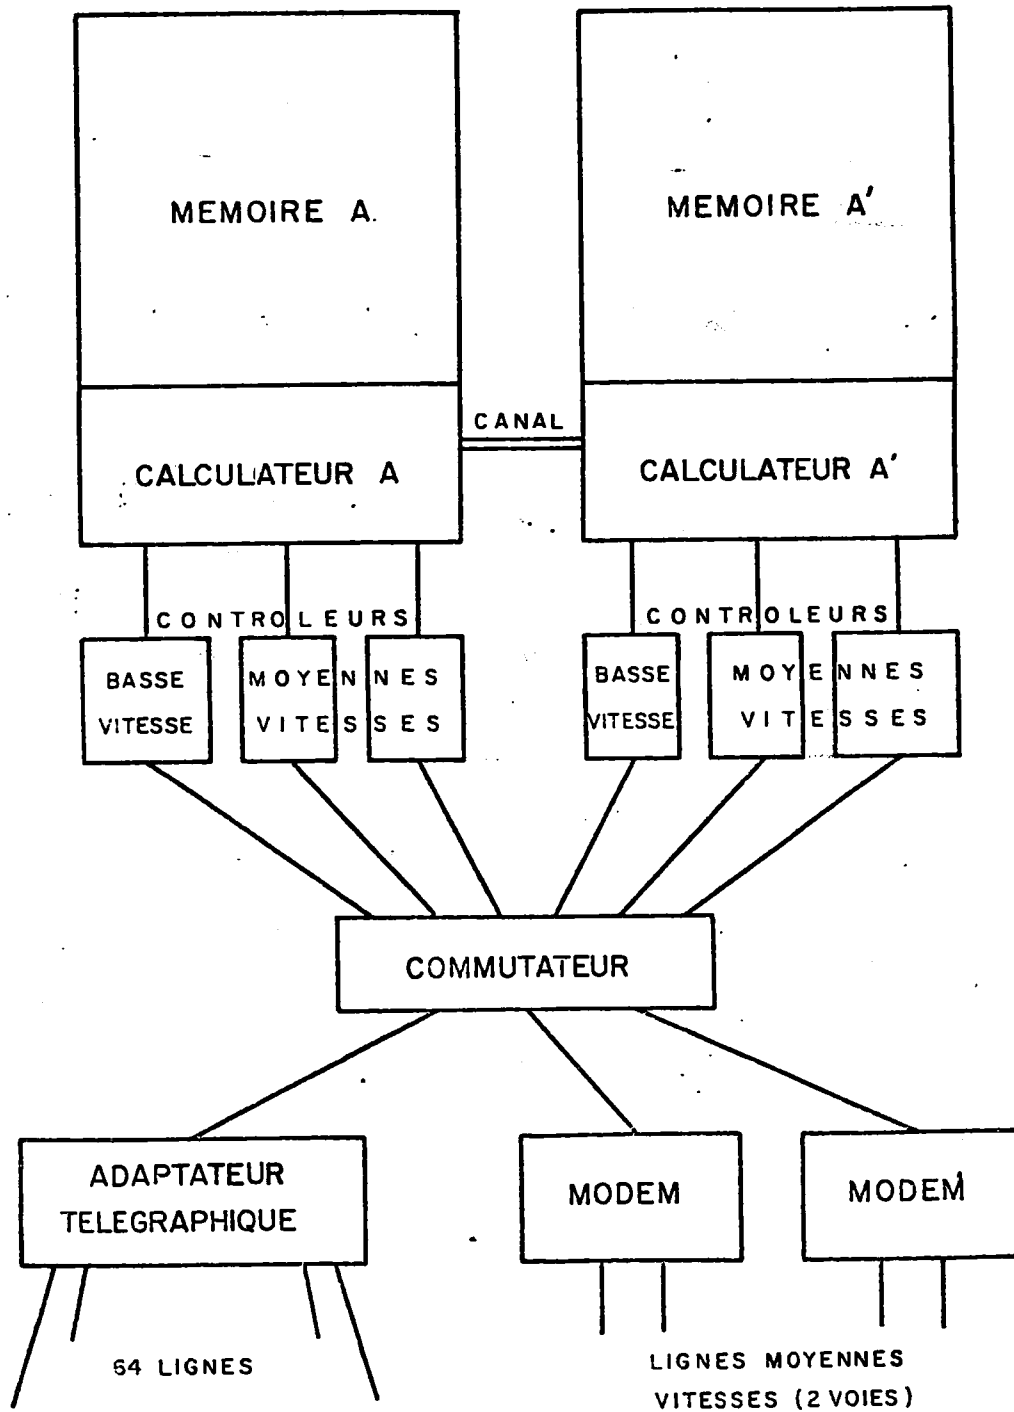 MEMOIRE A
MEMOIRE A'
CANAL
CALCULATEUR A
CALCULATEUR A'
CONTROLEURS
CONTROLEURS
BASSE
VITESSE
MOYENNES
VITESSES
BASSE
VITESSE
MOYENNES
VITESSES
COMMUTATEUR
ADAPTATEUR
TELEGRAPHIQUE
MODEM
MODEM
64 LIGNES
LIGNES MOYENNES
VITESSES (2 VOIES)